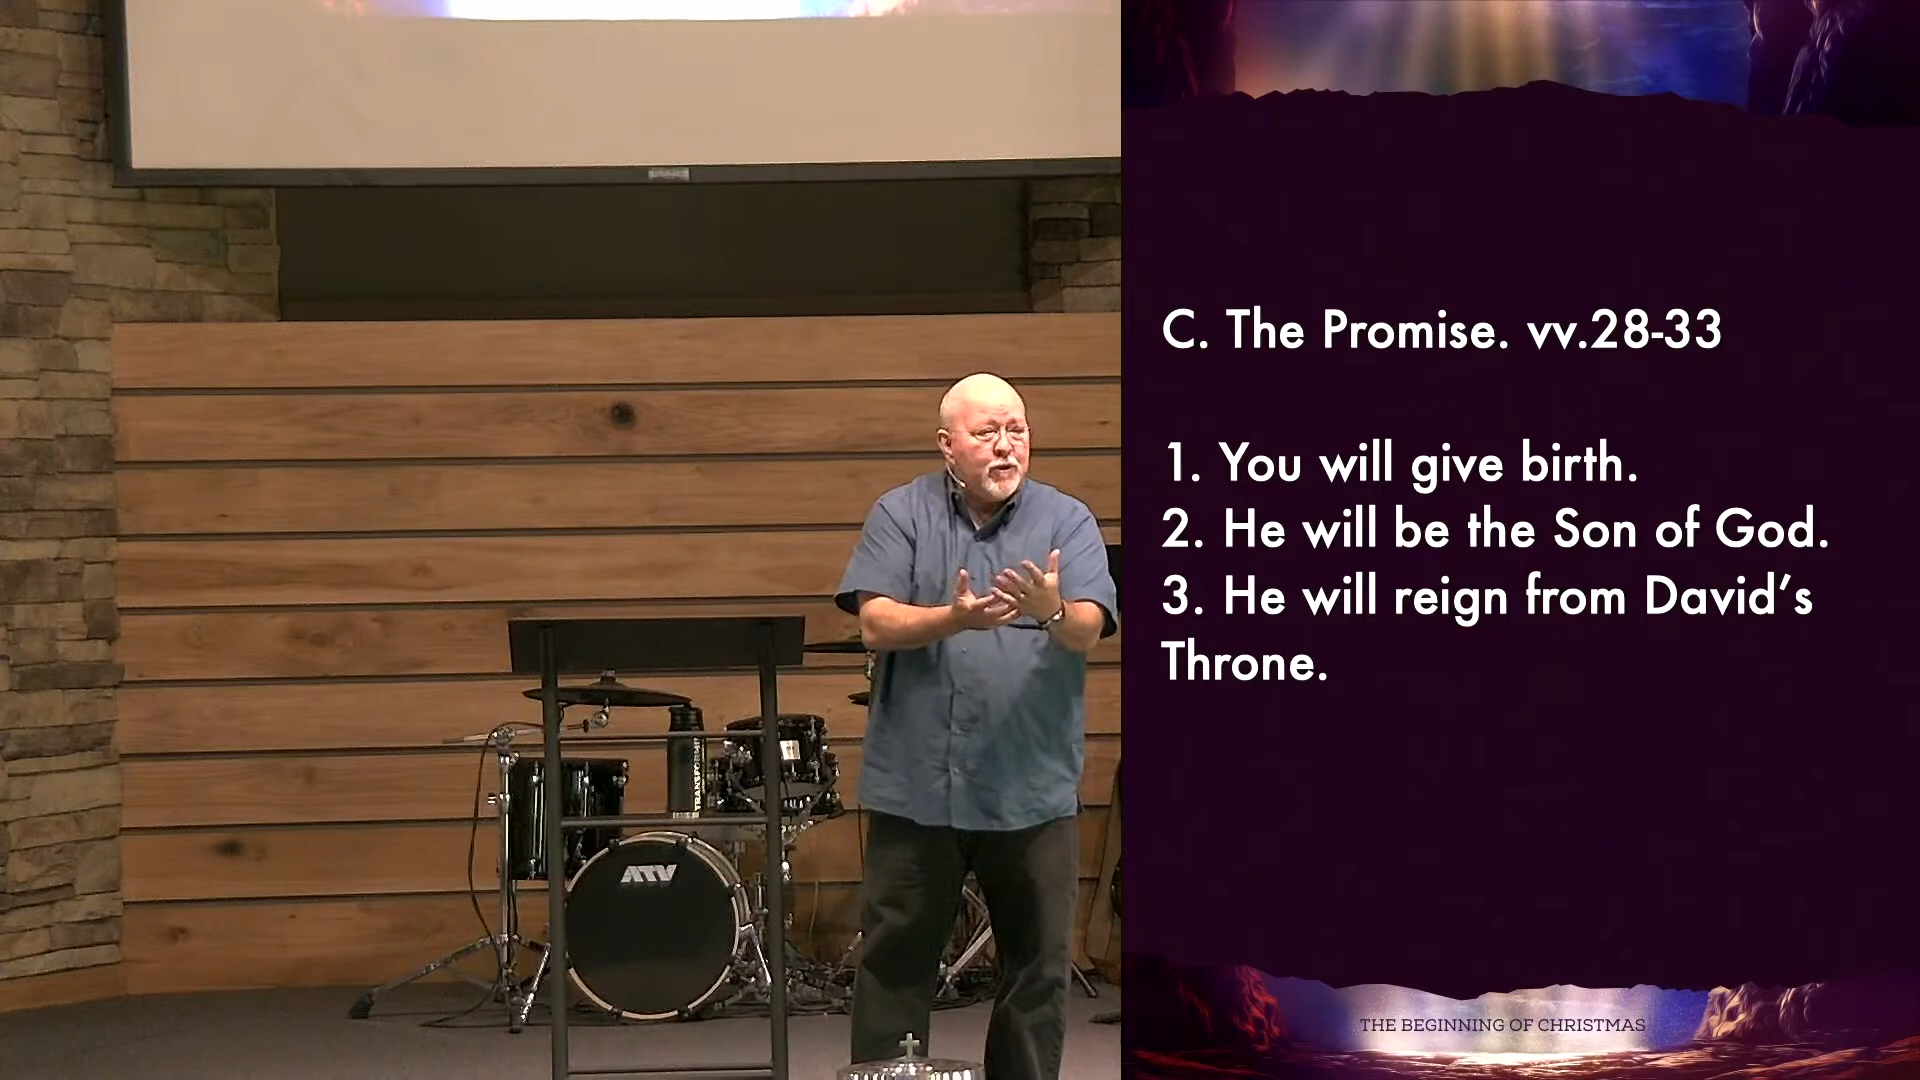 C. The Promise. vv.28-33
1. You will give birth.
2. He will be the Son of God.
3. He will reign from David's
Throne.
THE BEGINNING OF CHRISTMAS
TRANSFORM
ATV